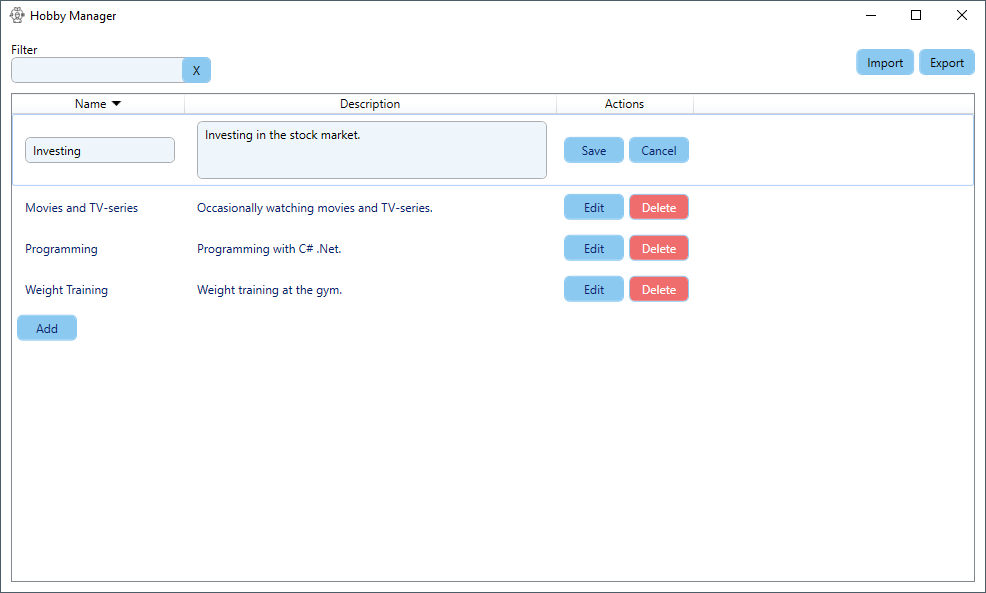 Hobby Manager
Filter
X
Import Export
Name Description Actions
Investing Investing in the stock market. Save Cancel
Movies and TV-series Occasionally watching movies and TV-series. Edit Delete
Programming Programming with C# .Net. Edit Delete
Weight Training Weight training at the gym. Edit Delete
Add